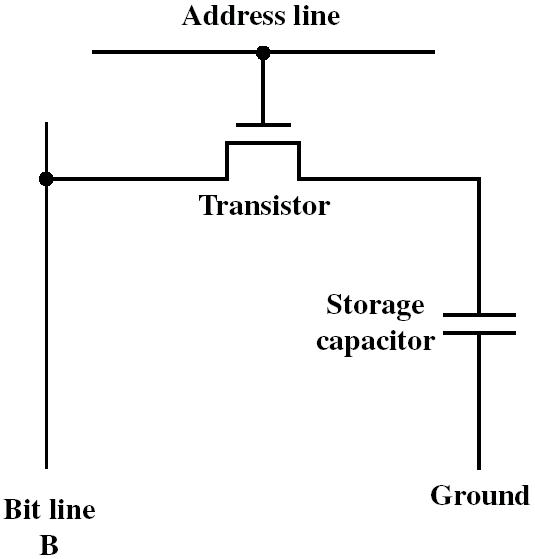 Address line
Transistor
Storage
capacitor
Ground
Bit line
B